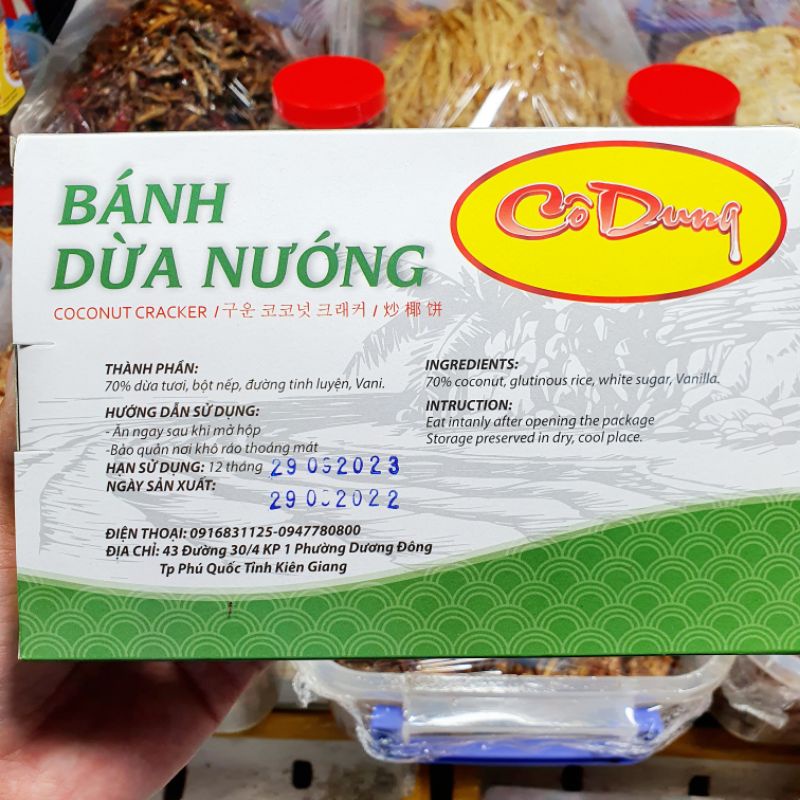 BÁNH
DỪA NƯỚNG
Cô Dung
COCONUT CRACKER / 구운 코코넛 크래커 / 炒椰饼
THÀNH PHẦN:
70% dừa tươi, bột nếp, đường tinh luyện, Vani.
HƯỚNG DẪN SỬ DỤNG:
- Ăn ngay sau khi mở hộp
-Bảo quản nơi khô ráo thoáng mát
HẠN SỬ DỤNG: 12 tháng 2023
NGÀY SẢN XUẤT: 2022
INGREDIENTS:
70% coconut, glutinous rice, white sugar, Vanilla.
INTRUCTION:
Eat intanly after opening the package
Storage preserved in dry, cool place.
ĐIỆN THOẠI: 0916831125-0947780800
ĐỊA CHỈ: 43 Đường 30/4 KP 1 Phường Dương Đông
Tp Phú Quốc Tỉnh Kiên Giang